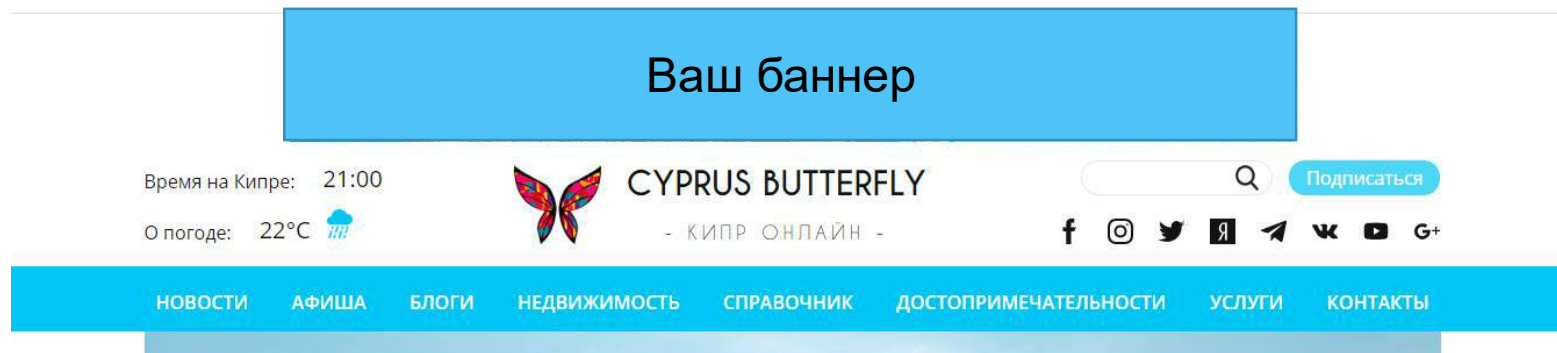 Ваш баннер
Время на Кипре: 21:00
CYPRUS BUTTERFLY
Подписаться
О погоде: 22°C
- КИПР ОНЛАЙН -
f Я G+
НОВОСТИ АФИША БЛОГИ НЕДВИЖИМОСТЬ СПРАВОЧНИК ДОСТОПРИМЕЧАТЕЛЬНОСТИ УСЛУГИ КОНТАКТЫ